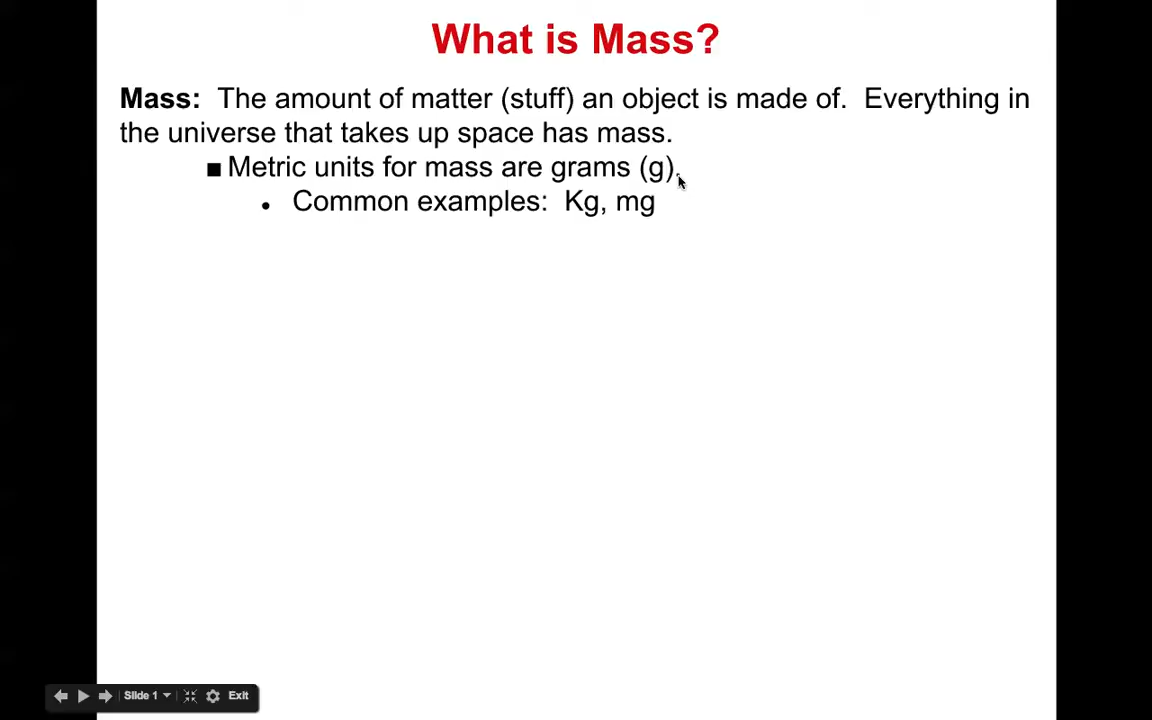 What is Mass?
Mass: The amount of matter (stuff) an object is made of. Everything in
the universe that takes up space has mass.
■ Metric units for mass are grams (g).
● Common examples: Kg, mg
Slide 1
Exit